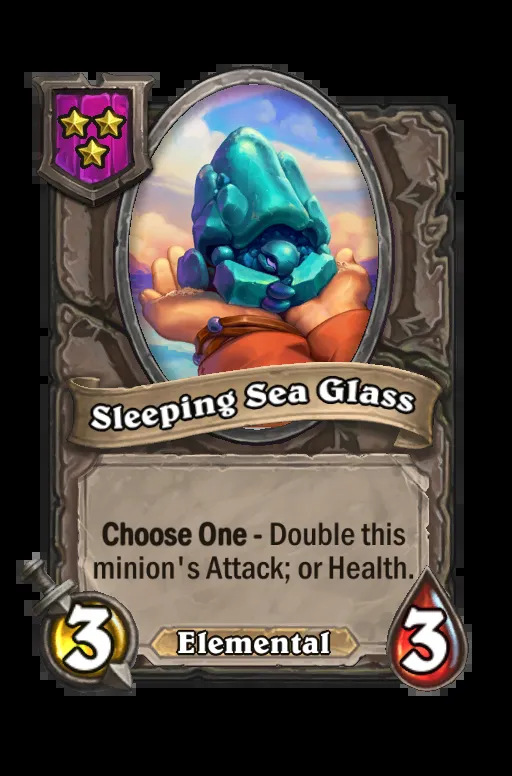 Sleeping Sea Glass
Choose One - Double this
minion's Attack; or Health.
3
Elemental
3